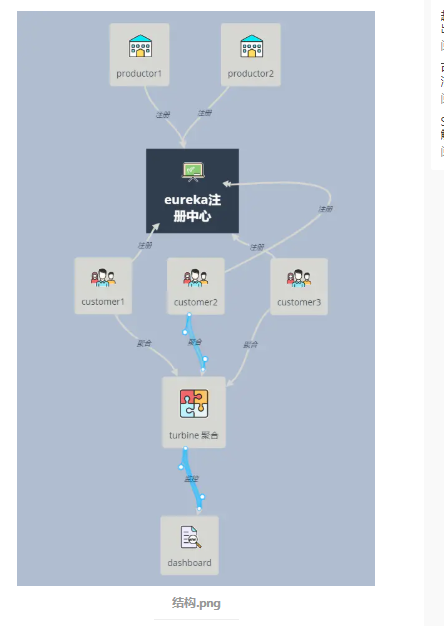 productor1
productor2
注册
注册
eureka注
册中心
注册
注册
注册
customer1
customer2
customer3
聚合
聚合
聚合
turbine 聚合
监控
dashboard
结构.png